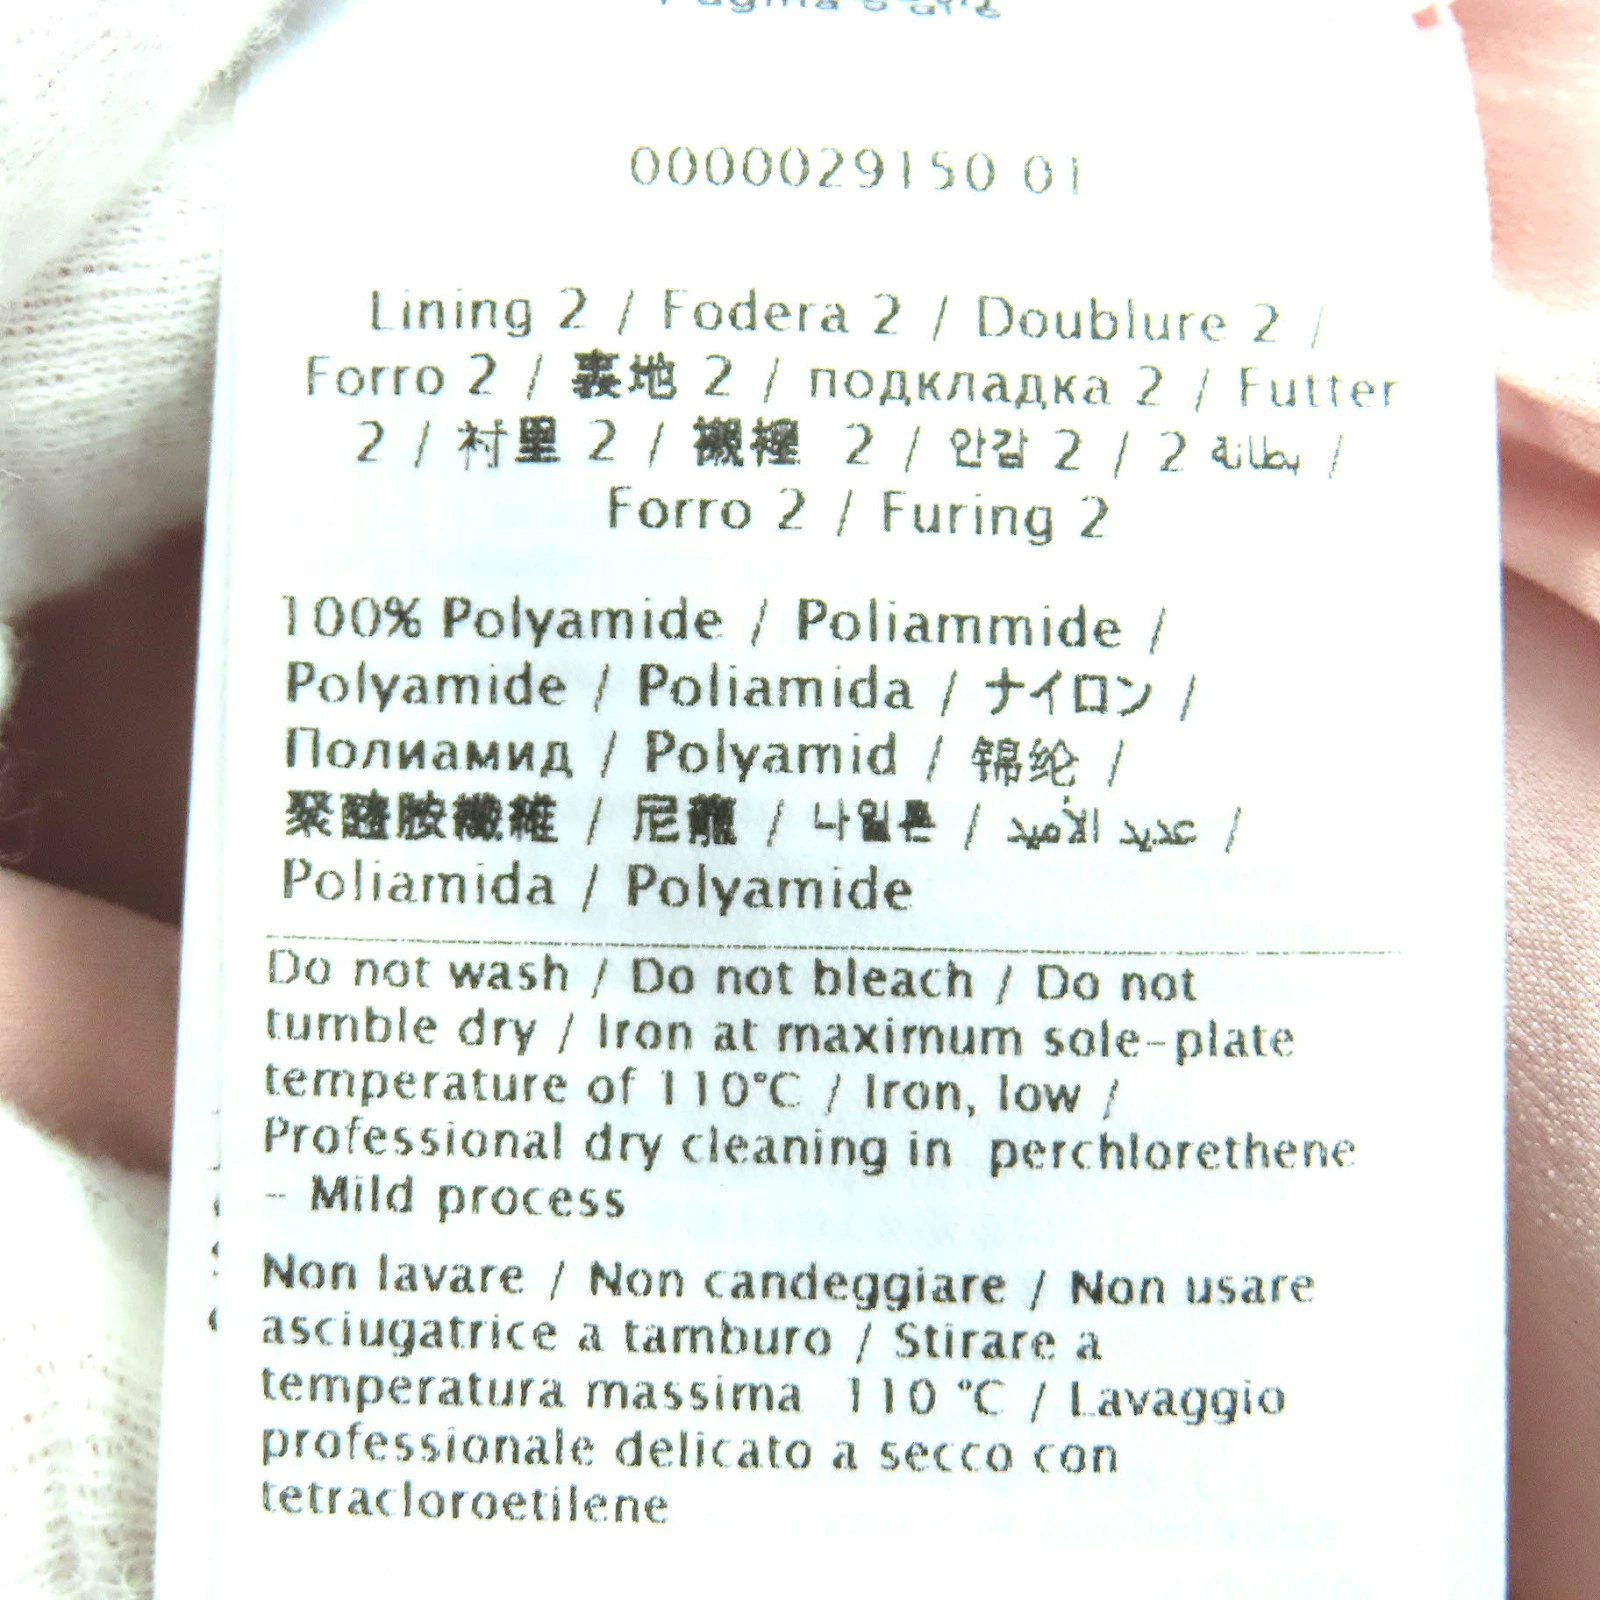 0000029150 01
Lining 2 / Fodera 2 / Doublure 2 /
Forro 2 / 裏地 2 / подкладка 2 / Futter
2 / 衬里 2 / 襯裡 2 / 안감 2 / 2 بطانة /
Forro 2 / Furing 2
100% Polyamide / Poliammide /
Polyamide / Poliamida / ナイロン /
Полиамид / Polyamid / 锦纶 /
聚醯胺纖維 / 尼龍 / 나일론 / عديد الأميد /
Poliamida / Polyamide
Do not wash / Do not bleach / Do not
tumble dry / Iron at maximum sole-plate
temperature of 110°C / Iron, low /
Professional dry cleaning in perchlorethene
- Mild process
Non lavare / Non candeggiare / Non usare
asciugatrice a tamburo / Stirare a
temperatura massima 110 °C / Lavaggio
professionale delicato a secco con
tetracloroetilene